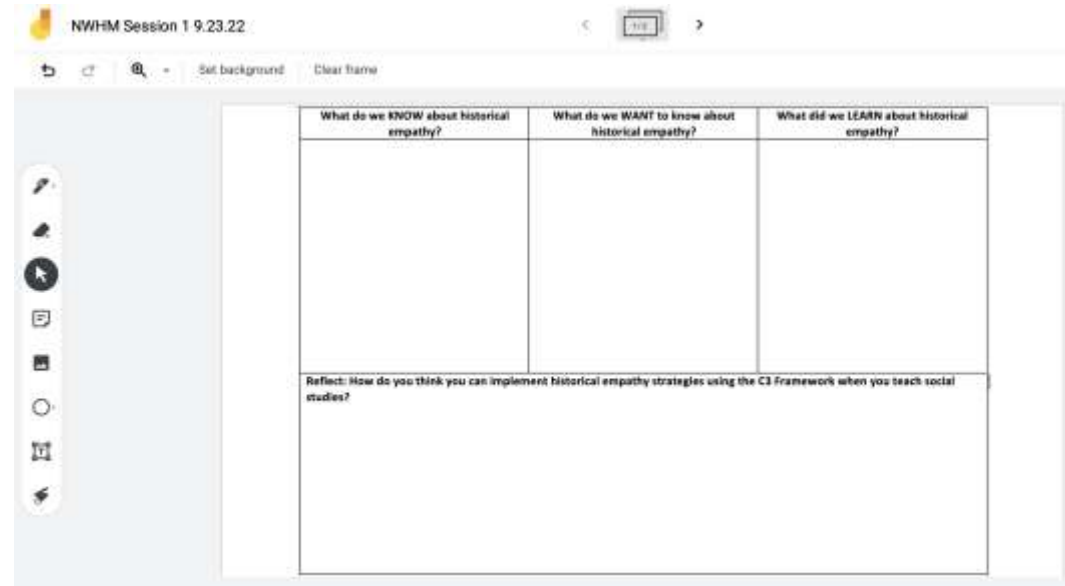 NWHM Session 1 9.23.22
Set background Clear frame
What do we KNOW about historical
empathy?
What do we WANT to know about
historical empathy?
What did we LEARN about historical
empathy?
Reflect: How do you think you can implement historical empathy strategies using the C3 Framework when you teach social
studies?